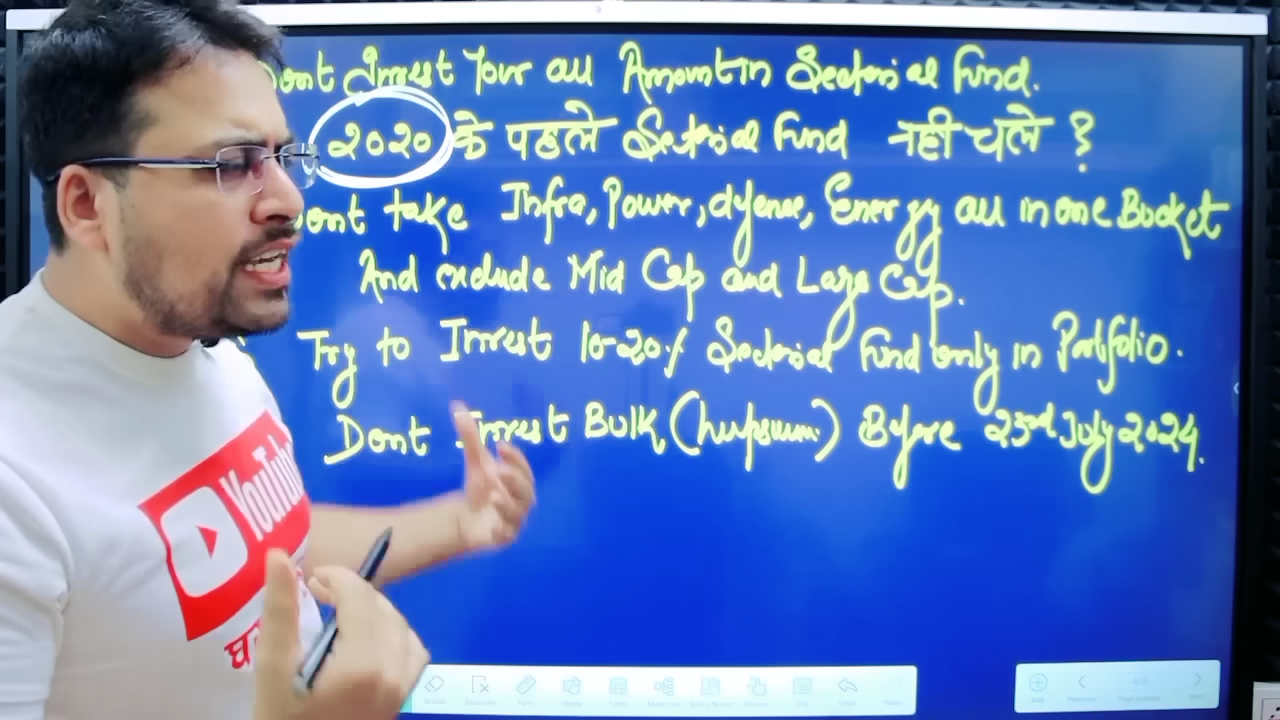 Dont Invest Your all Amount in Sectorial Fund.
2020 के पहले Sectorial Fund नही चले ?
Dont take Infra, Power, defense, Energy all in one Bucket
And exclude Mid Cap and Large Cap.
Try to Invest 10-20% Sectorial Fund only in Portfolio.
Dont Invest Bulk (Lumpsum) Before 23rd July 2024.
YouTube